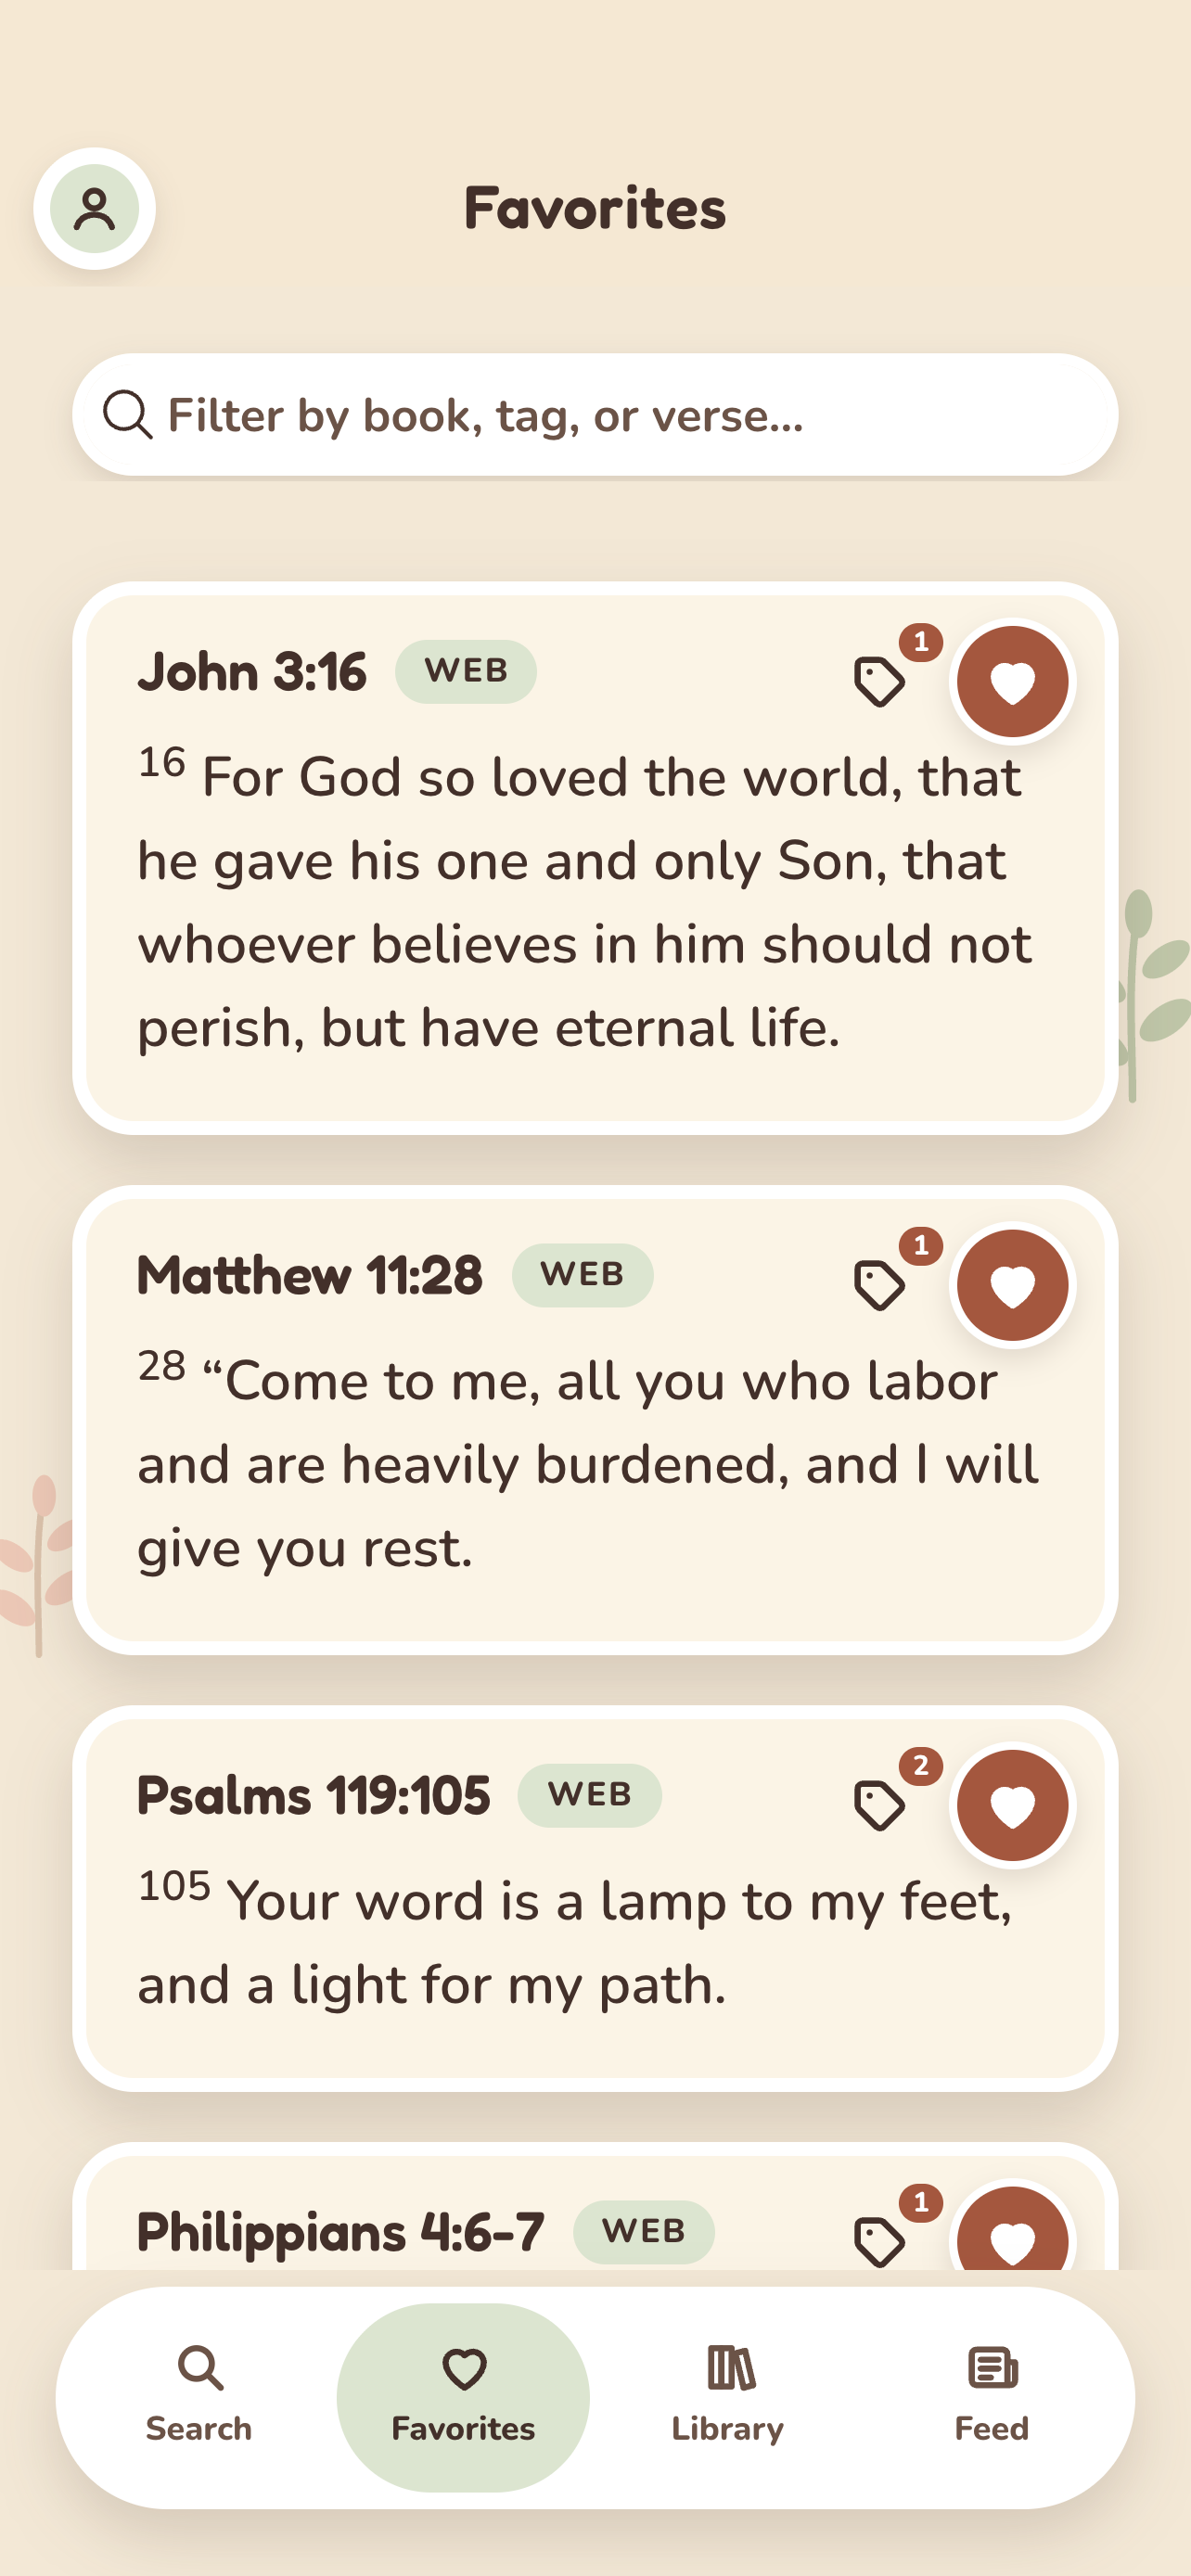 Favorites
Filter by book, tag, or verse...
John 3:16 WEB 1
16 For God so loved the world, that
he gave his one and only Son, that
whoever believes in him should not
perish, but have eternal life.
Matthew 11:28 WEB 1
28 “Come to me, all you who labor
and are heavily burdened, and I will
give you rest.
Psalms 119:105 WEB 2
105 Your word is a lamp to my feet,
and a light for my path.
Philippians 4:6-7 WEB 1
Search Favorites Library Feed